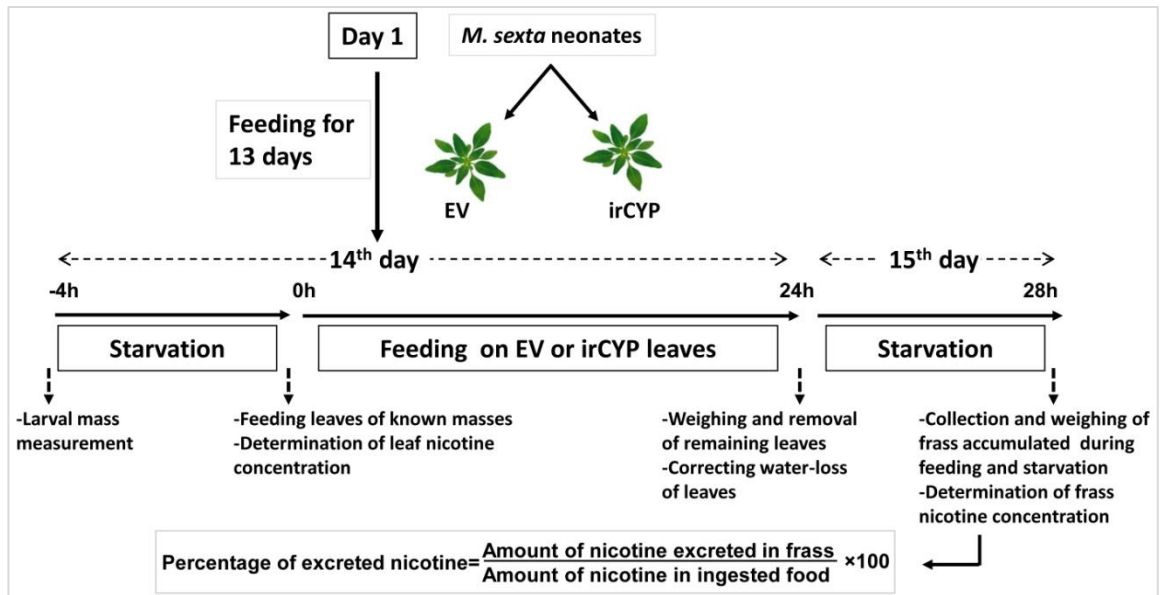 Day 1
M. sexta neonates
Feeding for
13 days
EV
irCYP
14th day
15th day
-4h
0h
24h
28h
Starvation
Feeding on EV or irCYP leaves
Starvation
-Larval mass
measurement
-Feeding leaves of known masses
-Determination of leaf nicotine
concentration
-Weighing and removal
of remaining leaves
-Correcting water-loss
of leaves
-Collection and weighing of
frass accumulated during
feeding and starvation
-Determination of frass
nicotine concentration
Percentage of excreted nicotine=
Amount of nicotine excreted in frass
Amount of nicotine in ingested food
×100